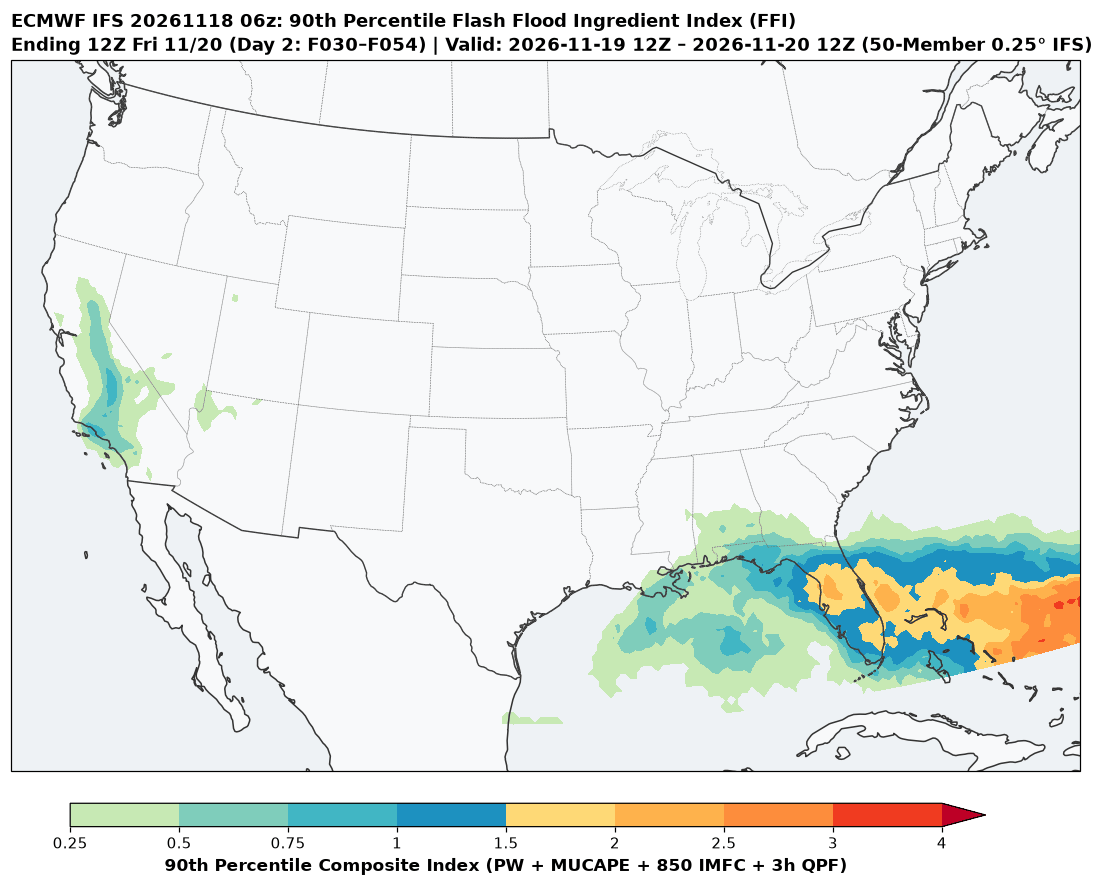 ECMWF IFS 20261118 06z: 90th Percentile Flash Flood Ingredient Index (FFI)
Ending 12Z Fri 11/20 (Day 2: F030–F054) | Valid: 2026-11-19 12Z – 2026-11-20 12Z (50-Member 0.25° IFS)
0.25 0.5 0.75 1 1.5 2 2.5 3 4
90th Percentile Composite Index (PW + MUCAPE + 850 IMFC + 3h QPF)